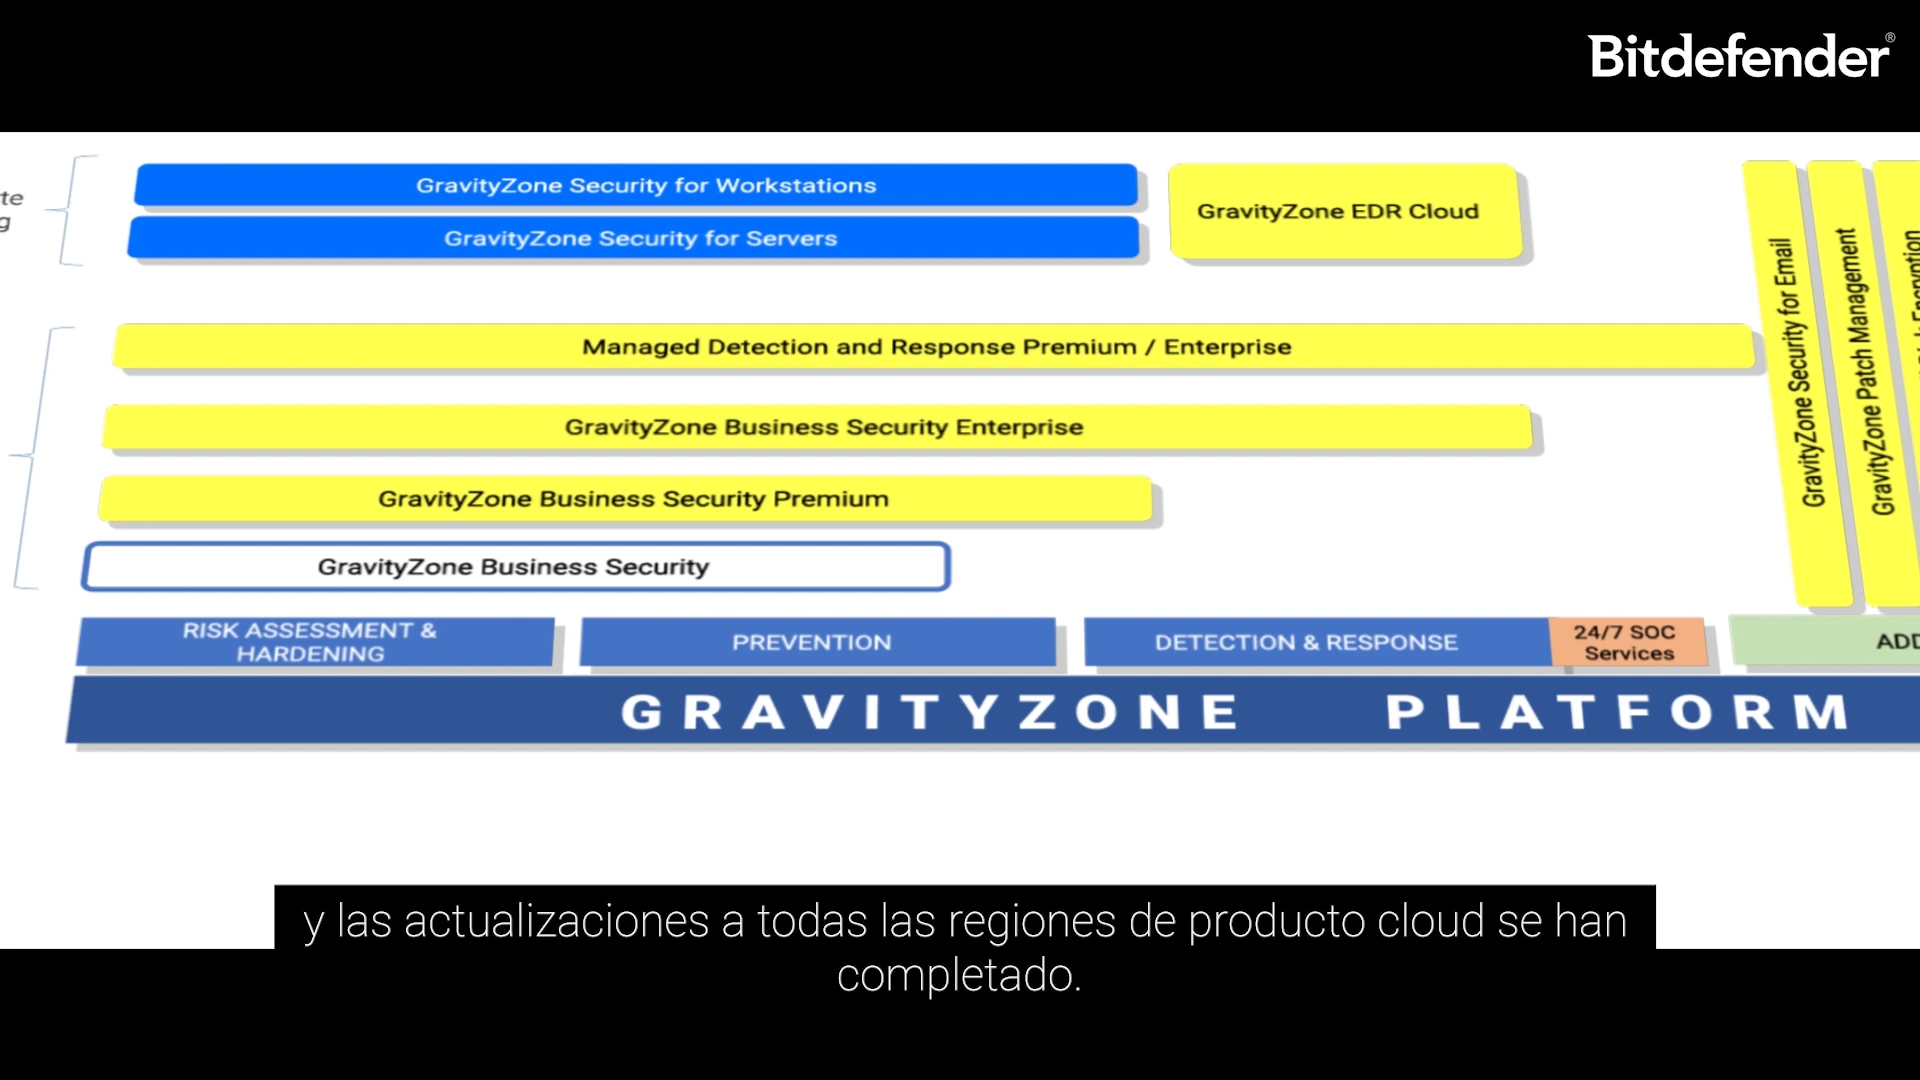 Bitdefender®
GravityZone Security for Workstations
GravityZone Security for Servers
GravityZone EDR Cloud
Managed Detection and Response Premium / Enterprise
GravityZone Business Security Enterprise
GravityZone Business Security Premium
GravityZone Business Security
GravityZone Security for Email
GravityZone Patch Management
RISK ASSESSMENT &
HARDENING
PREVENTION
DETECTION & RESPONSE
24/7 SOC
Services
GRAVITYZONE PLATFORM
y las actualizaciones a todas las regiones de producto cloud se han
completado.